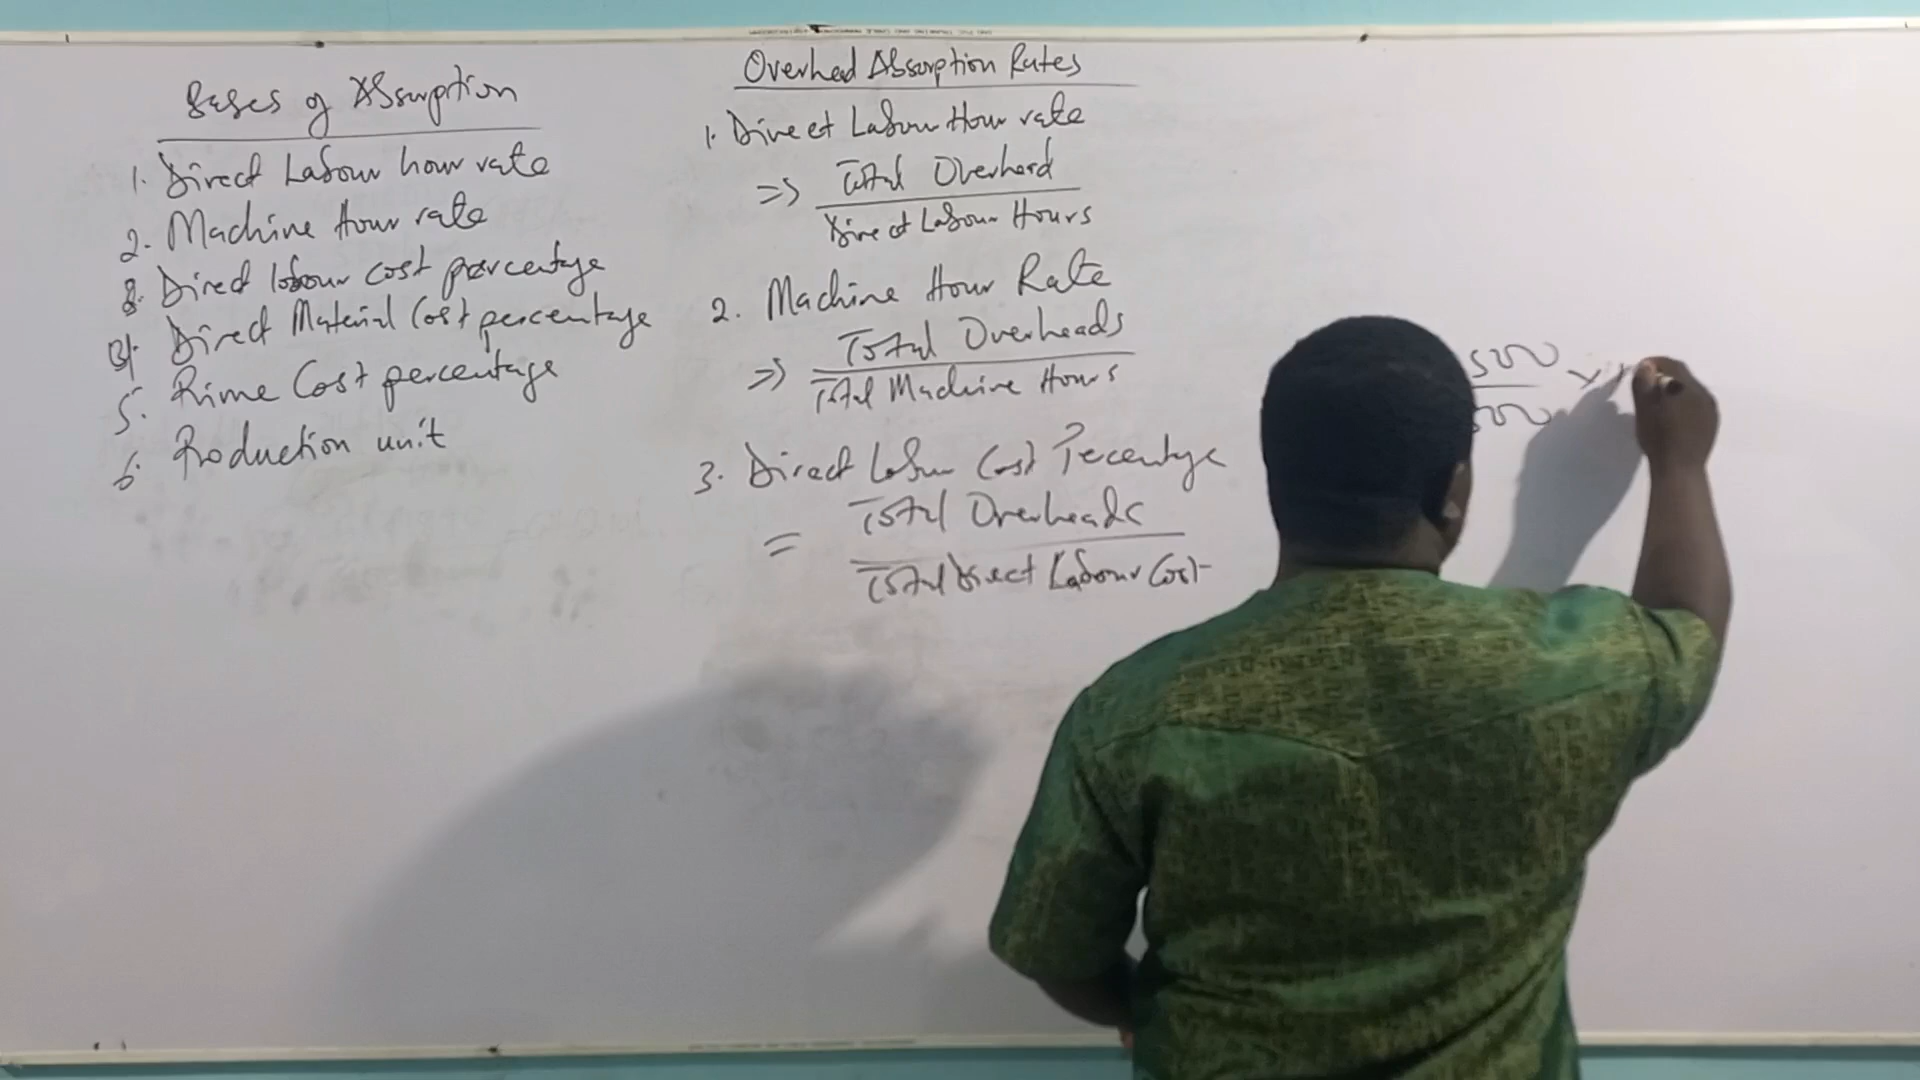 Bases of Absorption
1. Direct Labour hour rate
2. Machine Hour rate
3. Direct labour cost percentage
4. Direct Material Cost percentage
5. Prime Cost percentage
6. Production unit
Overhead Absorption Rates
1. Direct Labour Hour rate
=> Total Overhead
Direct Labour Hours
2. Machine Hour Rate
=> Total Overheads
Total Machine Hours
3. Direct Labour Cost Pecentage
= Total Overheads
Total Direct Labour Cost